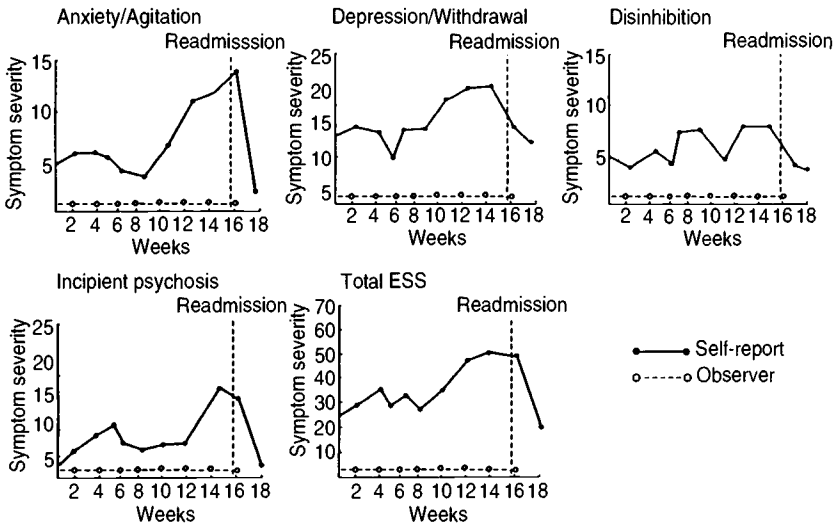 Anxiety/Agitation
Readmisssion
Symptom severity
15
10
5
2 4 6 8 10 12 14 16 18
Weeks
Depression/Withdrawal
Readmission
Symptom severity
25
20
15
10
5
2 4 6 8 10 12 14 16 18
Weeks
Disinhibition
Readmission
Symptom severity
15
10
5
2 4 6 8 10 12 14 16 18
Weeks
Incipient psychosis
Readmission
Symptom severity
25
20
15
10
5
2 4 6 8 10 12 14 16 18
Weeks
Total ESS
Readmission
Symptom severity
70
60
50
40
30
20
10
2 4 6 8 10 12 14 16 18
Weeks
Self-report
Observer